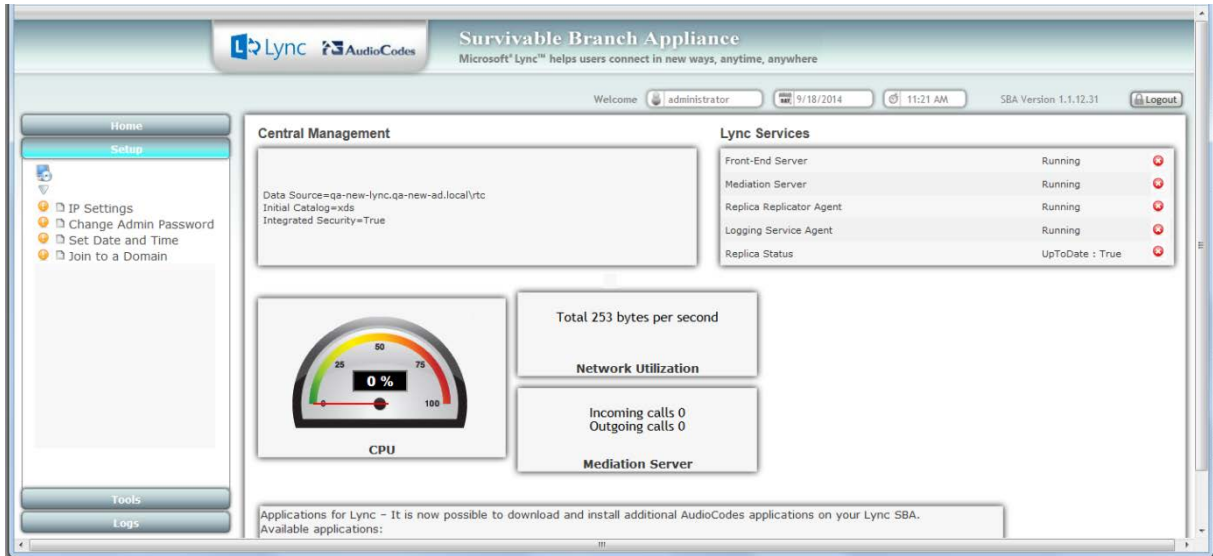 Lync AudioCodes
Survivable Branch Appliance
Microsoft® Lync™ helps users connect in new ways, anytime, anywhere
Welcome administrator 9/18/2014 11:21 AM SBA Version 1.1.12.31 Logout
Home
Setup
IP Settings
Change Admin Password
Set Date and Time
Join to a Domain
Tools
Logs
Central Management
Data Source=qa-new-lync.qa-new-ad.local\rtc
Initial Catalog=xds
Integrated Security=True
Lync Services
Front-End Server Running
Mediation Server Running
Replica Replicator Agent Running
Logging Service Agent Running
Replica Status UpToDate : True
0 25 50 75 100
0 %
CPU
Total 253 bytes per second
Network Utilization
Incoming calls 0
Outgoing calls 0
Mediation Server
Applications for Lync – It is now possible to download and install additional AudioCodes applications on your Lync SBA.
Available applications: